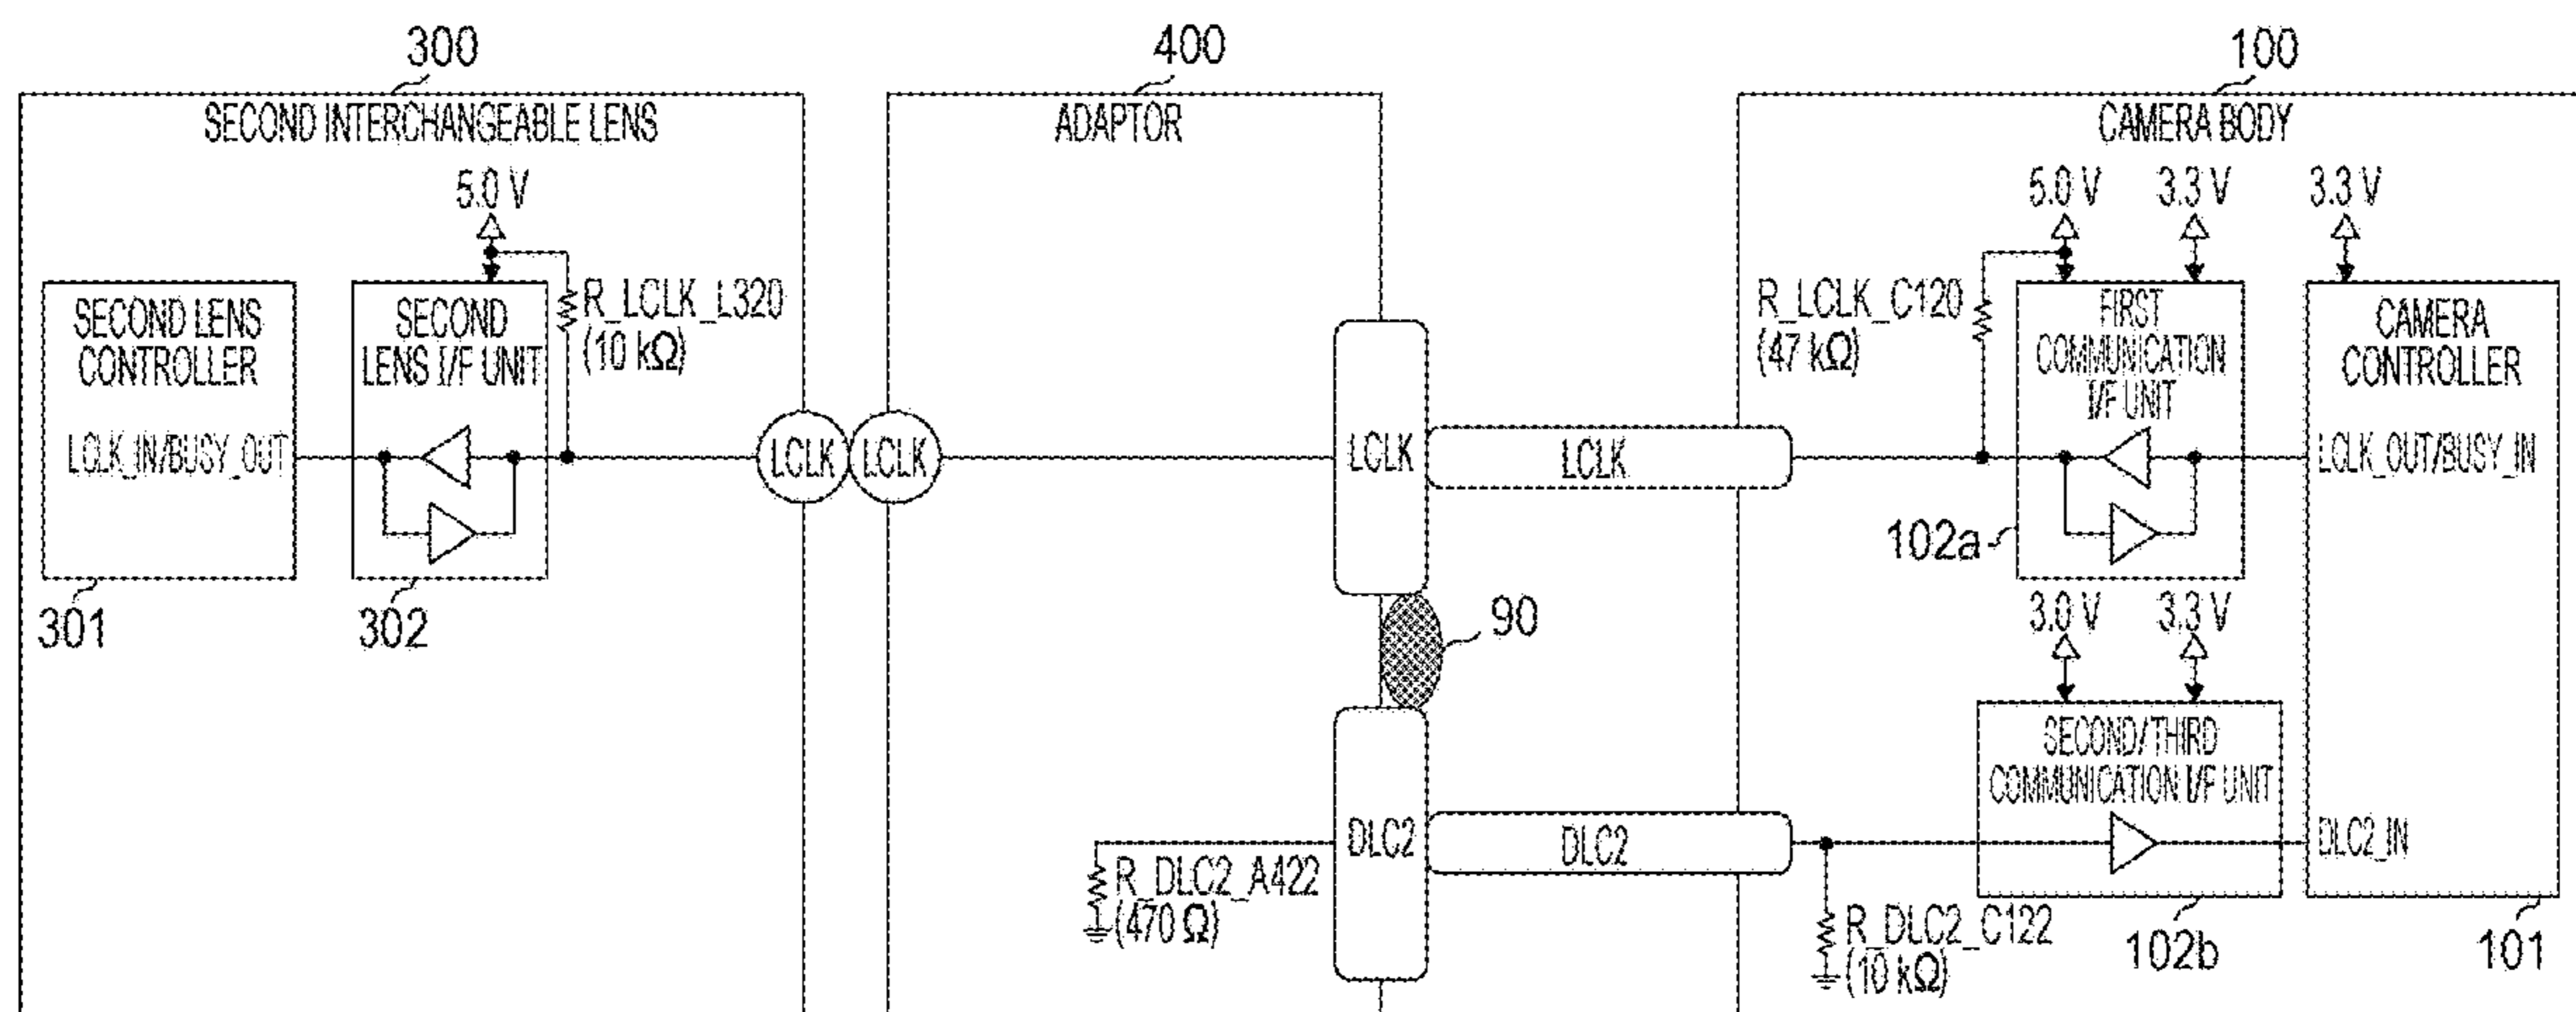 300
400
100
SECOND INTERCHANGEABLE LENS
ADAPTOR
CAMERA BODY
5.0 V
5.0 V
3.3 V
3.3 V
SECOND LENS
CONTROLLER
LCLK_IN/BUSY_OUT
SECOND
LENS I/F UNIT
R_LCLK_L320
(10 kΩ)
LCLK
LCLK
LCLK
LCLK
R_LCLK_C120
(47 kΩ)
FIRST
COMMUNICATION
I/F UNIT
CAMERA
CONTROLLER
LCLK_OUT/BUSY_IN
102a
301
302
90
3.0 V
3.3 V
SECOND/THIRD
COMMUNICATION I/F UNIT
DLC2
DLC2
DLC2_IN
R_DLC2_A422
(470 Ω)
R_DLC2_C122
(10 kΩ)
102b
101